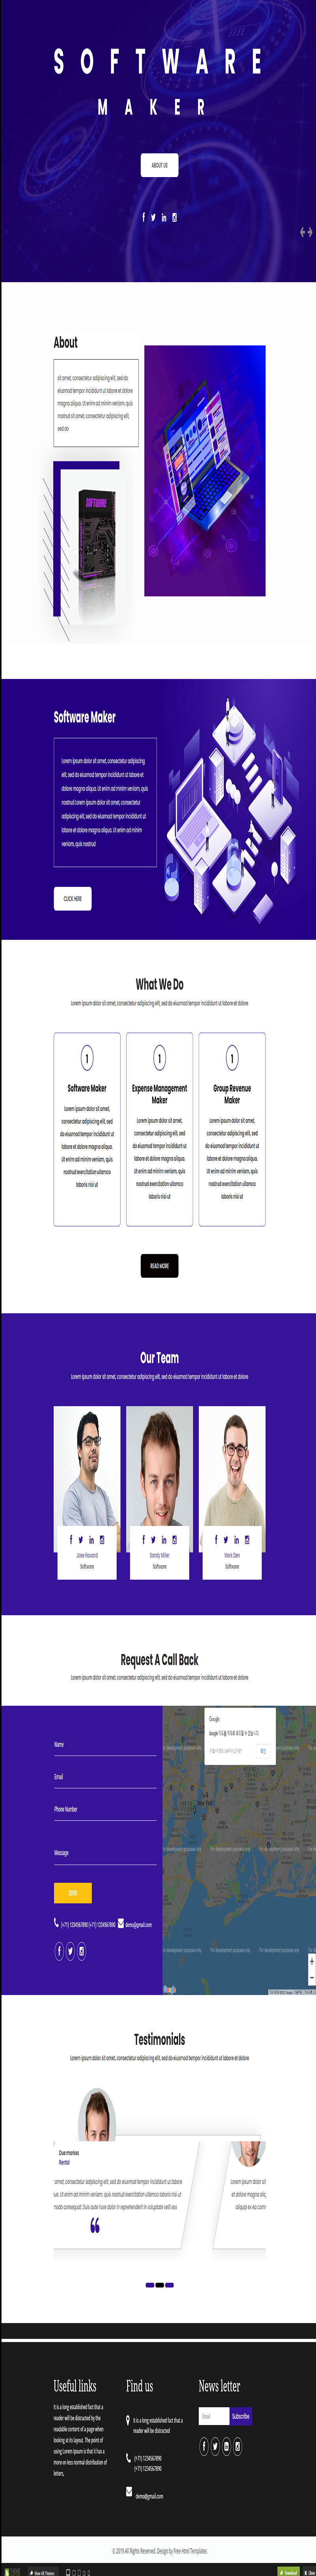 SOFTWARE
MAKER
ABOUT US
About
sit amet, consectetur adipiscing elit, sed do
eiusmod tempor incididunt ut labore et dolore
magna aliqua. Ut enim ad minim veniam, quis
nostrud sit amet, consectetur adipiscing elit,
sed do
SOFTWARE
Software Maker
Lorem ipsum dolor sit amet, consectetur adipiscing
elit, sed do eiusmod tempor incididunt ut labore et
dolore magna aliqua. Ut enim ad minim veniam, quis
nostrud Lorem ipsum dolor sit amet, consectetur
adipiscing elit, sed do eiusmod tempor incididunt ut
labore et dolore magna aliqua. Ut enim ad minim
veniam, quis nostrud
CLICK HERE
What We Do
Lorem ipsum dolor sit amet, consectetur adipiscing elit, sed do eiusmod tempor incididunt ut labore et dolore
1
Software Maker
Lorem ipsum dolor sit
amet, consectetur
adipiscing elit, sed
do eiusmod tempor incididunt ut
labore et dolore magna aliqua.
Ut enim ad minim veniam, quis
nostrud exercitation ullamco
laboris nisi ut
1
Expense Management
Maker
Lorem ipsum dolor sit amet,
consectetur adipiscing elit, sed
do eiusmod tempor incididunt ut
labore et dolore magna aliqua.
Ut enim ad minim veniam, quis
nostrud exercitation ullamco
laboris nisi ut
1
Group Revenue
Maker
Lorem ipsum dolor sit amet,
consectetur adipiscing elit, sed
do eiusmod tempor incididunt ut
labore et dolore magna aliqua.
Ut enim ad minim veniam, quis
nostrud exercitation ullamco
laboris nisi ut
READ MORE
Our Team
Lorem ipsum dolor sit amet, consectetur adipiscing elit, sed do eiusmod tempor incididunt ut labore et dolore
Jose Howard
Software
Sandy Miller
Software
Mark Den
Software
Request A Call Back
Lorem ipsum dolor sit amet, consectetur adipiscing elit, sed do eiusmod tempor incididunt ut labore et dolore
Name
Email
Phone Number
Message
SEND
(+71) 1234567890 (+71) 1234567890 demo@gmail.com
Google
For development purposes only
For development purposes only
For development purposes only
New York
Google
Testimonials
Lorem ipsum dolor sit amet, consectetur adipiscing elit, sed do eiusmod tempor incididunt ut labore et dolore
Due markes
Rental
amet, consectetur adipiscing elit, sed do eiusmod tempor incididunt ut labore
Ut enim ad minim veniam, quis nostrud exercitation ullamco laboris nisi ut
modo consequat. Duis aute irure dolor in reprehenderit in voluptate velit ess
Lorem ipsum dolor sit
et dolore magna aliq
aliquip ex ea com
Useful links
It is a long established fact that a
reader will be distracted by the
readable content of a page when
looking at its layout. The point of
using Lorem Ipsum is that it has a
more-or-less normal distribution of
letters,
Find us
It is a long established fact that a
reader will be distracted
(+71) 1234567890
(+71) 1234567890
demo@gmail.com
News letter
Email
Subscribe
© 2019 All Rights Reserved. Design by Free Html Templates
View All Themes
Download
Close